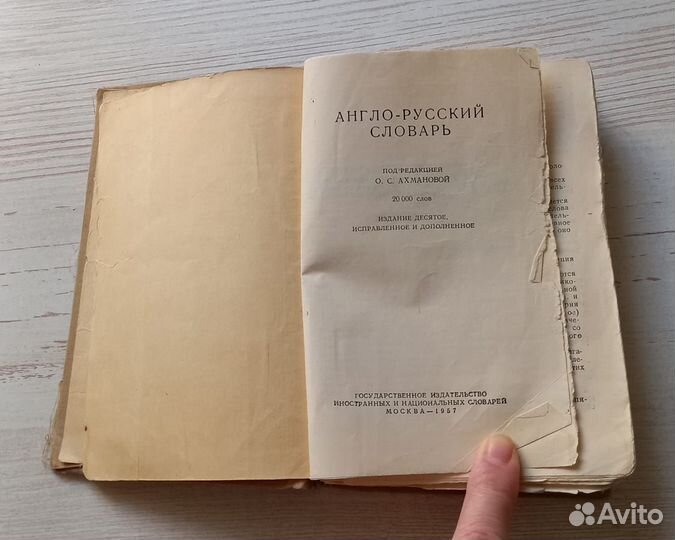 АНГЛО-РУССКИЙ
СЛОВАРЬ
ПОД РЕДАКЦИЕЙ
О. С. АХМАНОВОЙ
20 000 слов
ИЗДАНИЕ ДЕСЯТОЕ,
ИСПРАВЛЕННОЕ И ДОПОЛНЕННОЕ
ГОСУДАРСТВЕННОЕ ИЗДАТЕЛЬСТВО
ИНОСТРАННЫХ И НАЦИОНАЛЬНЫХ СЛОВАРЕЙ
МОСКВА — 1957
Avito